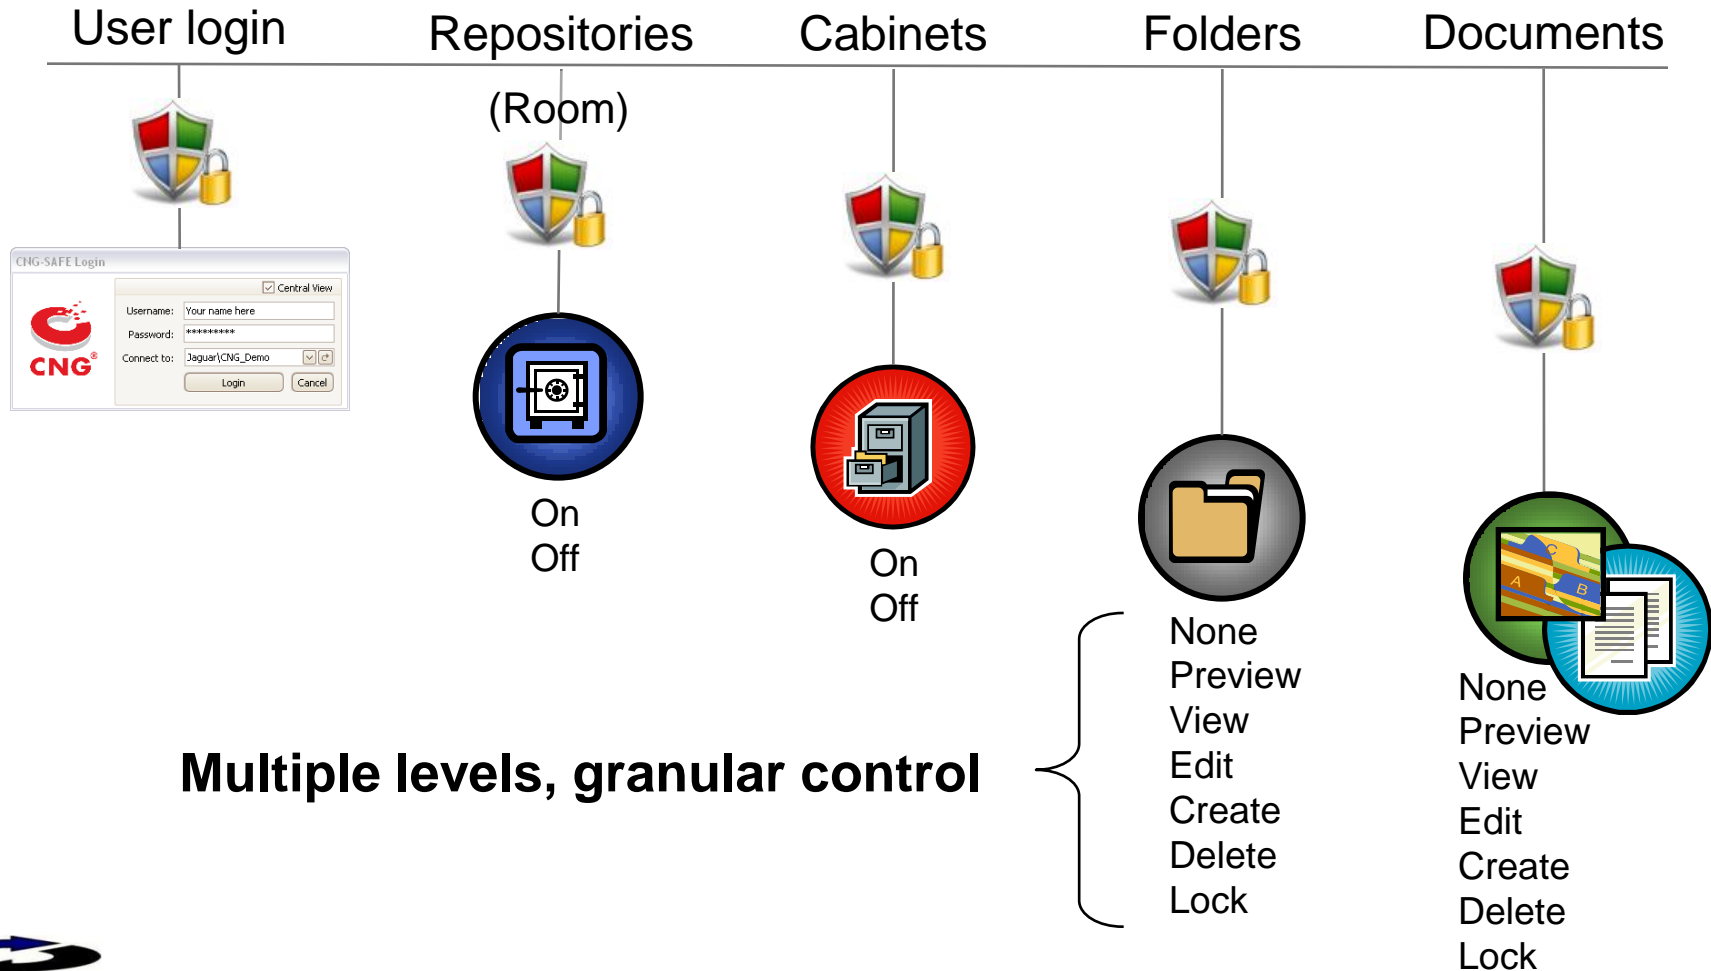 User login
Repositories
Cabinets
Folders
Documents
(Room)
CNG-SAFE Login
Central View
Username: Your name here
Password: *********
Connect to: Jaguar\CNG_Demo
Login Cancel
CNG®
On
Off
On
Off
None
Preview
View
Edit
Create
Delete
Lock
C
A
B
None
Preview
View
Edit
Create
Delete
Lock
Multiple levels, granular control